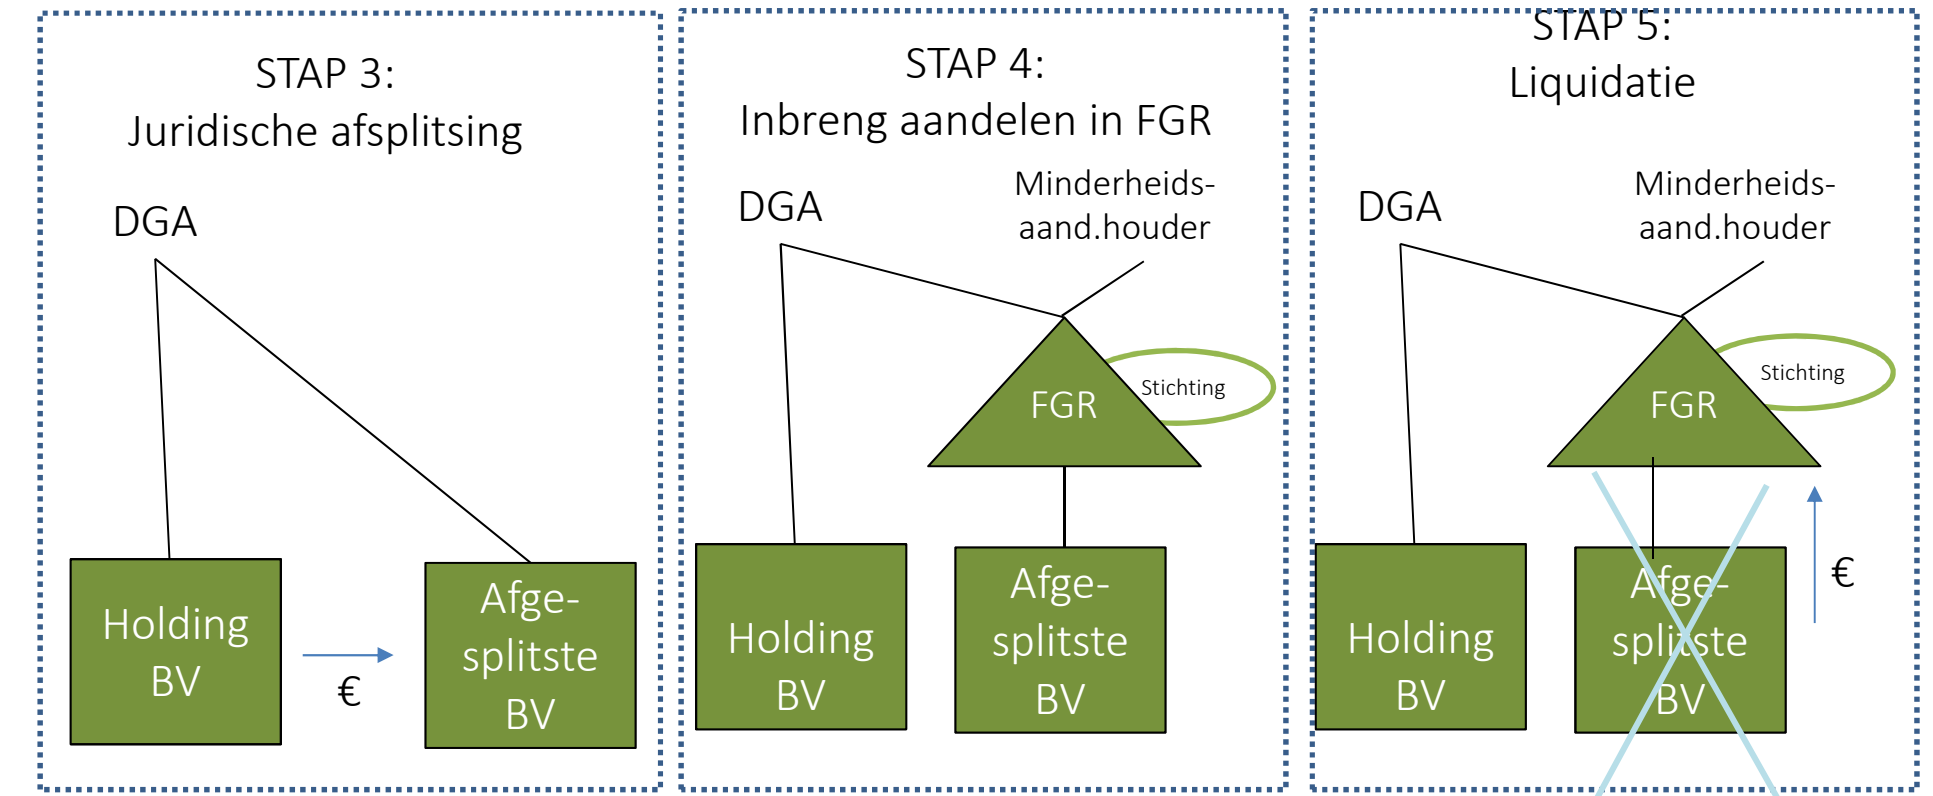 STAP 3:
Juridische afsplitsing
DGA
Holding
BV
€
Afge-
splitste
BV
STAP 4:
Inbreng aandelen in FGR
DGA
Minderheids-
aand.houder
FGR
Stichting
Holding
BV
Afge-
splitste
BV
STAP 5:
Liquidatie
DGA
Minderheids-
aand.houder
FGR
Stichting
Holding
BV
Afge-
splitste
BV
€